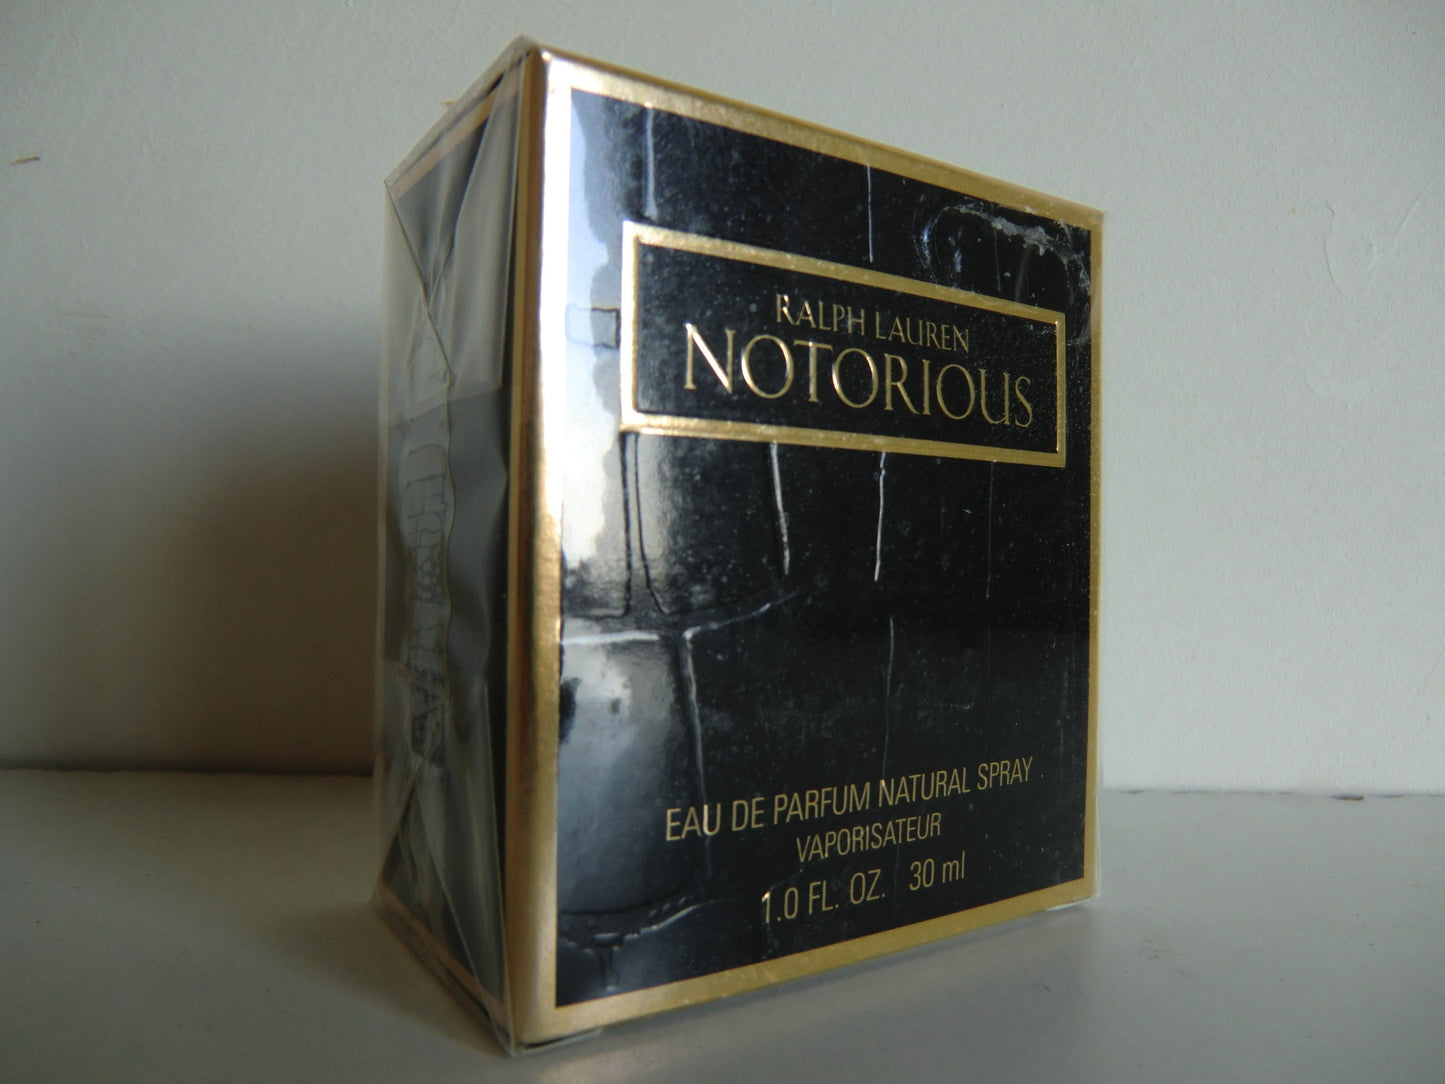 RALPH LAUREN
NOTORIOUS
EAU DE PARFUM NATURAL SPRAY
VAPORISATEUR
1.0 FL. OZ. 30 ml